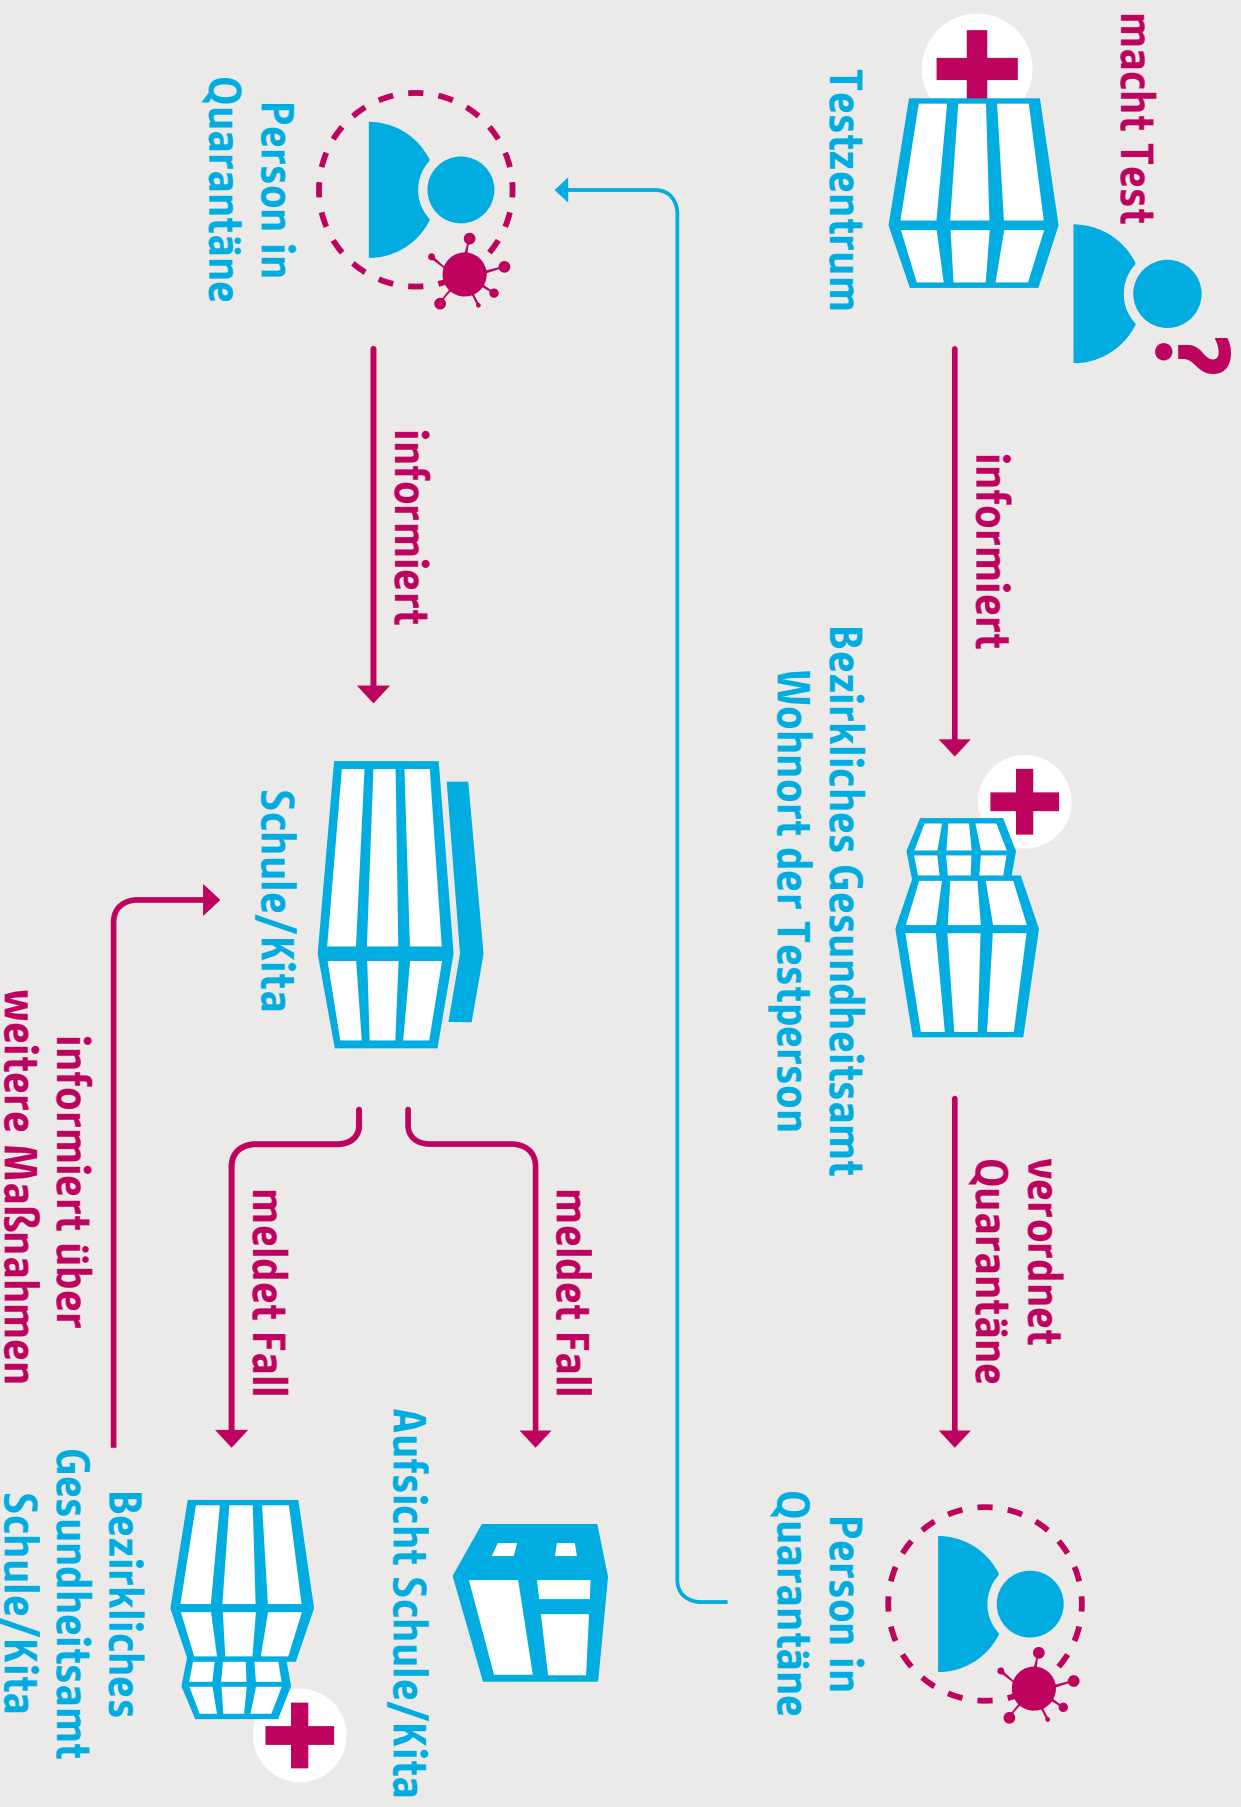 macht Test
?
Testzentrum
informiert
Bezirkliches Gesundheitsamt
Wohnort der Testperson
verordnet
Quarantäne
Person in
Quarantäne
Person in
Quarantäne
informiert
Schule/Kita
meldet Fall
Aufsicht Schule/Kita
meldet Fall
Bezirkliches
Gesundheitsamt
Schule/Kita
informiert über
weitere Maßnahmen